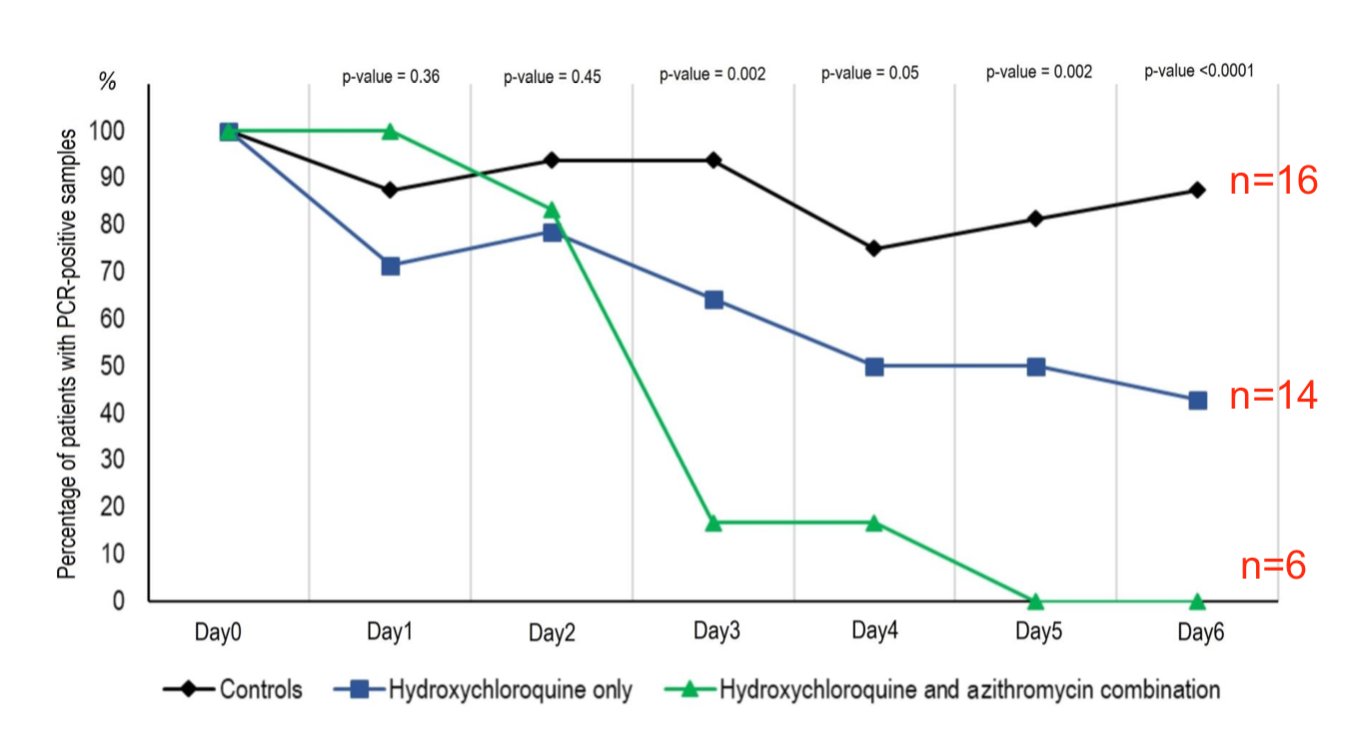 %
p-value = 0.36
p-value = 0.45
p-value = 0.002
p-value = 0.05
p-value = 0.002
p-value <0.0001
Percentage of patients with PCR-positive samples
100
90
80
70
60
50
40
30
20
10
0
n=16
n=14
n=6
Day0
Day1
Day2
Day3
Day4
Day5
Day6
Controls
Hydroxychloroquine only
Hydroxychloroquine and azithromycin combination